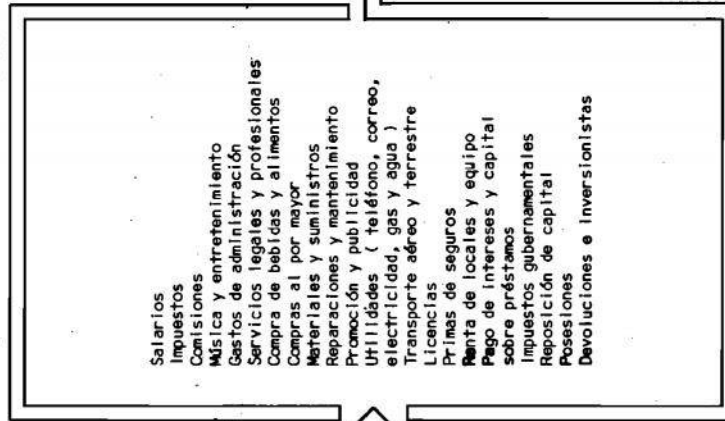 Salarios
Impuestos
Comisiones
Música y entretenimiento
Gastos de administración
Servicios legales y profesionales
Compra de bebidas y alimentos
Compras al por mayor
Materiales y suministros
Reparaciones y mantenimiento
Promoción y publicidad
Utilidades ( teléfono, correo,
electricidad, gas y agua )
Transporte aéreo y terrestre
Licencias
Primas de seguros
Renta de locales y equipo
Pago de intereses y capital
sobre préstamos
Impuestos gubernamentales
Reposición de capital
Posesiones
Devoluciones e inversionistas